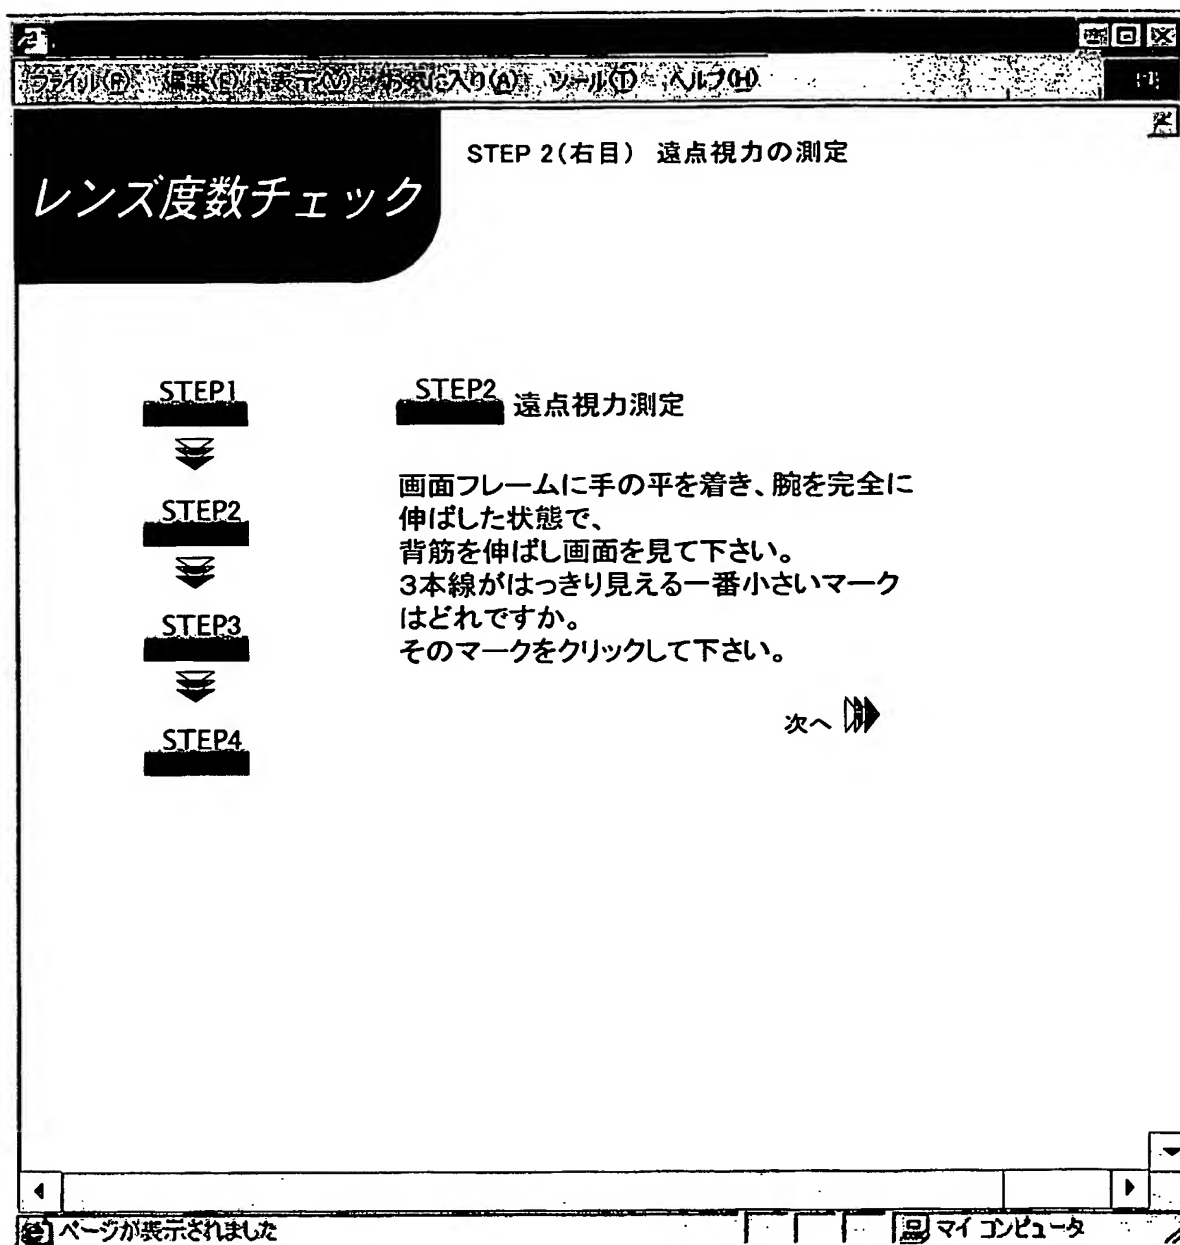 ファイル(F) 編集(E) 表示(V) お気に入り(A) ツール(T) ヘルプ(H)
レンズ度数チェック
STEP 2(右目) 遠点視力の測定
STEP1
STEP2
STEP3
STEP4
STEP2 遠点視力測定
画面フレームに手の平を着き、腕を完全に
伸ばした状態で、
背筋を伸ばし画面を見て下さい。
3本線がはっきり見える一番小さいマーク
はどれですか。
そのマークをクリックして下さい。
次へ
ページが表示されました
マイ コンピュータ